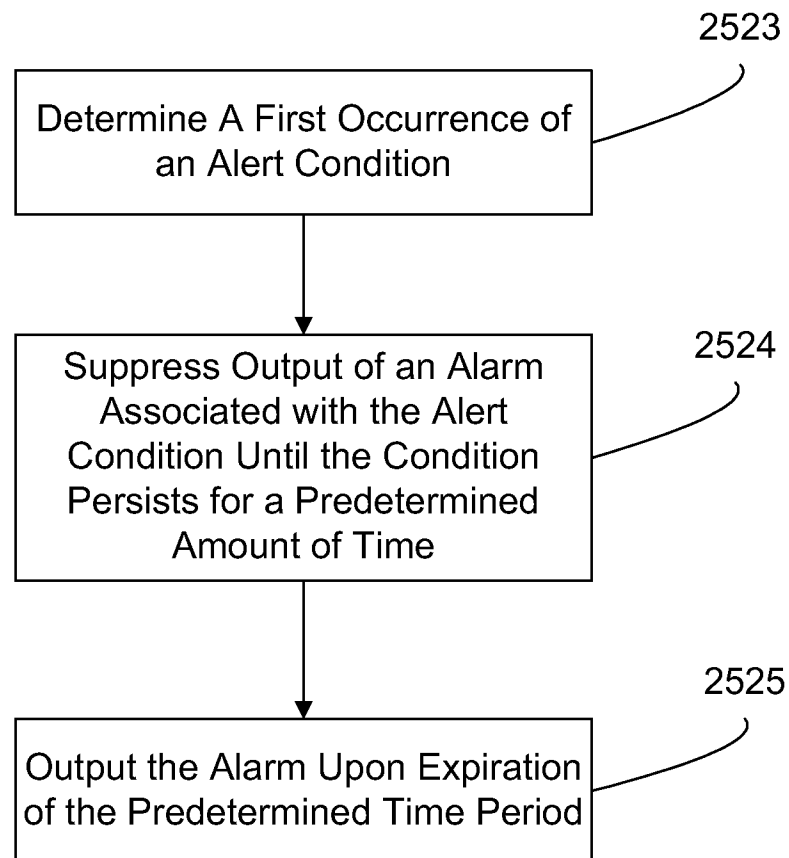 2523
Determine A First Occurrence of
an Alert Condition
2524
Suppress Output of an Alarm
Associated with the Alert
Condition Until the Condition
Persists for a Predetermined
Amount of Time
2525
Output the Alarm Upon Expiration
of the Predetermined Time Period